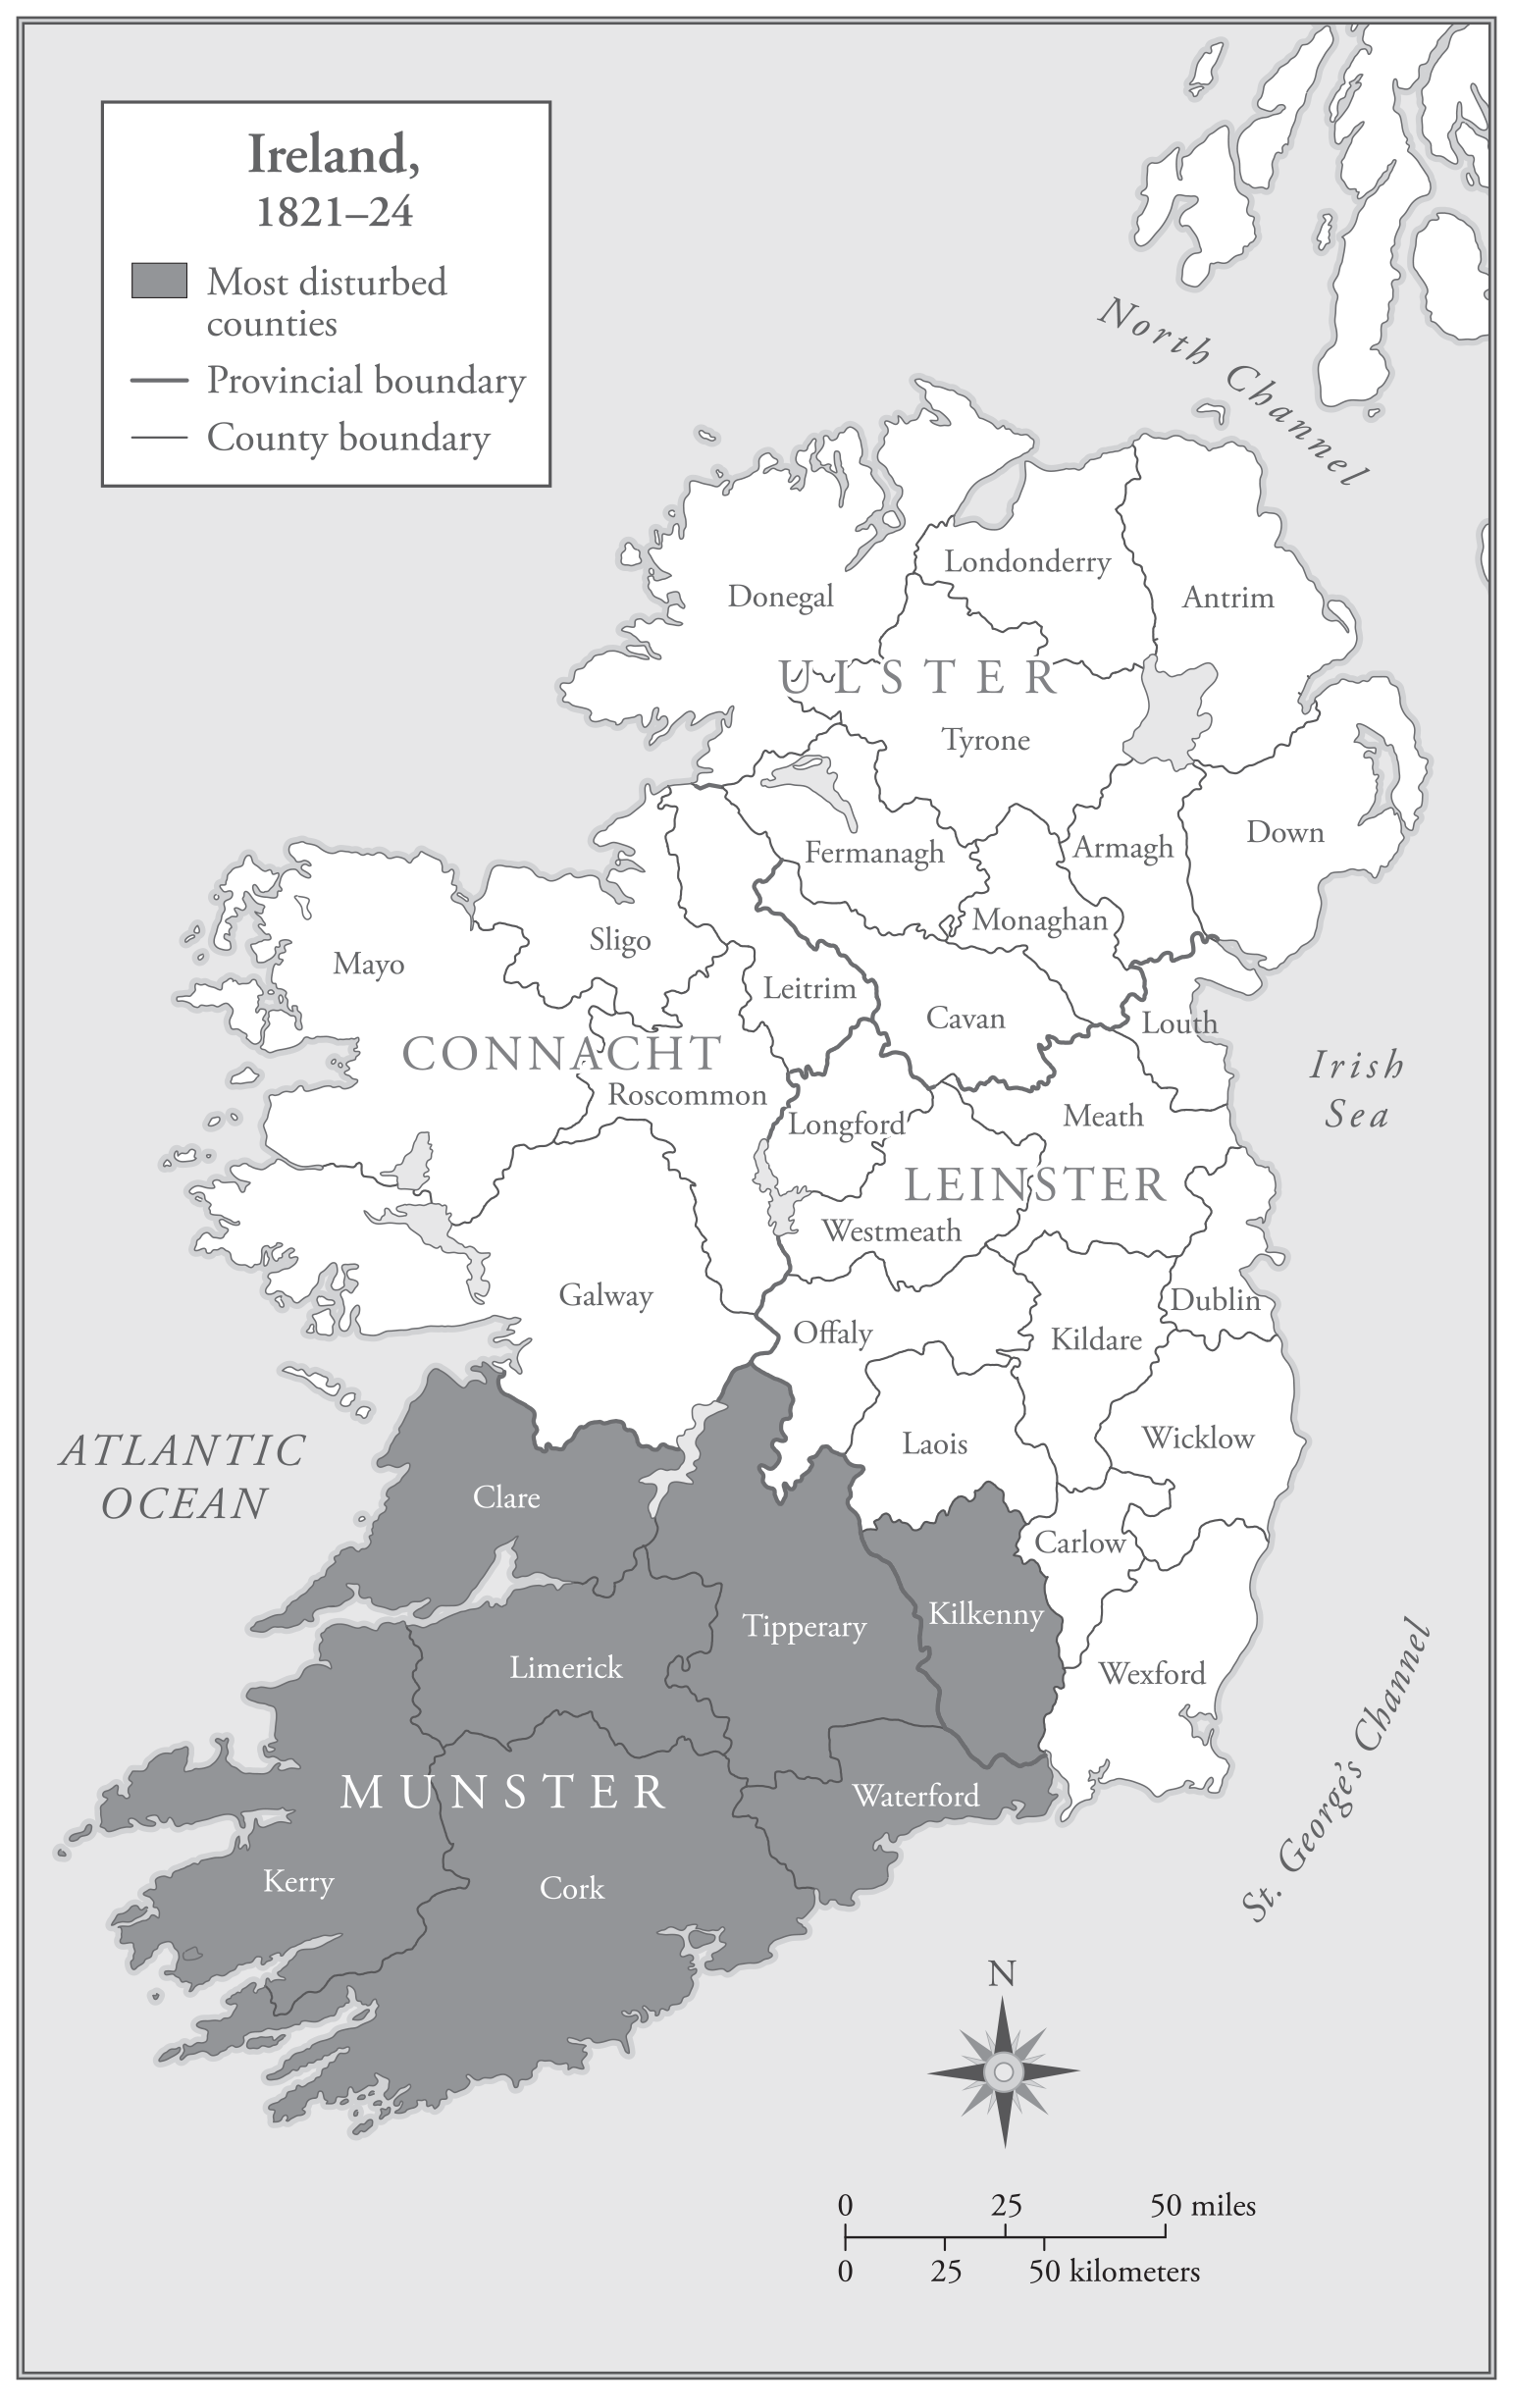 Ireland,
1821–24
Most disturbed
counties
Provincial boundary
County boundary
North Channel
Londonderry
Donegal
Antrim
ULSTER
Tyrone
Down
Armagh
Fermanagh
Monaghan
Sligo
Mayo
Leitrim
Cavan
Louth
CONNACHT
Irish
Sea
Roscommon
Meath
Longford
LEINSTER
Westmeath
Galway
Dublin
Offaly
Kildare
ATLANTIC
OCEAN
Laois
Wicklow
Clare
Carlow
Kilkenny
Tipperary
Limerick
Wexford
St. George's Channel
MUNSTER
Waterford
Kerry
Cork
N
0 25 50 miles
0 25 50 kilometers